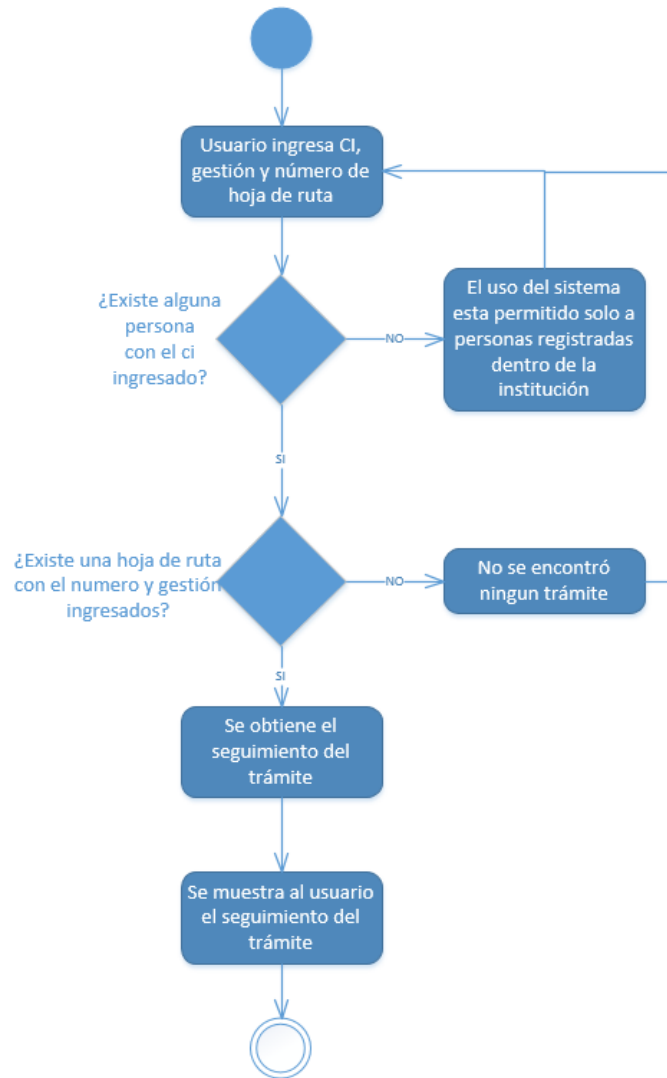 Usuario ingresa CI,
gestión y número de
hoja de ruta
¿Existe alguna
persona
con el ci
ingresado?
NO
El uso del sistema
esta permitido solo a
personas registradas
dentro de la
institución
SI
¿Existe una hoja de ruta
con el numero y gestión
ingresados?
NO
No se encontró
ningun trámite
SI
Se obtiene el
seguimiento del
trámite
Se muestra al usuario
el seguimiento del
trámite